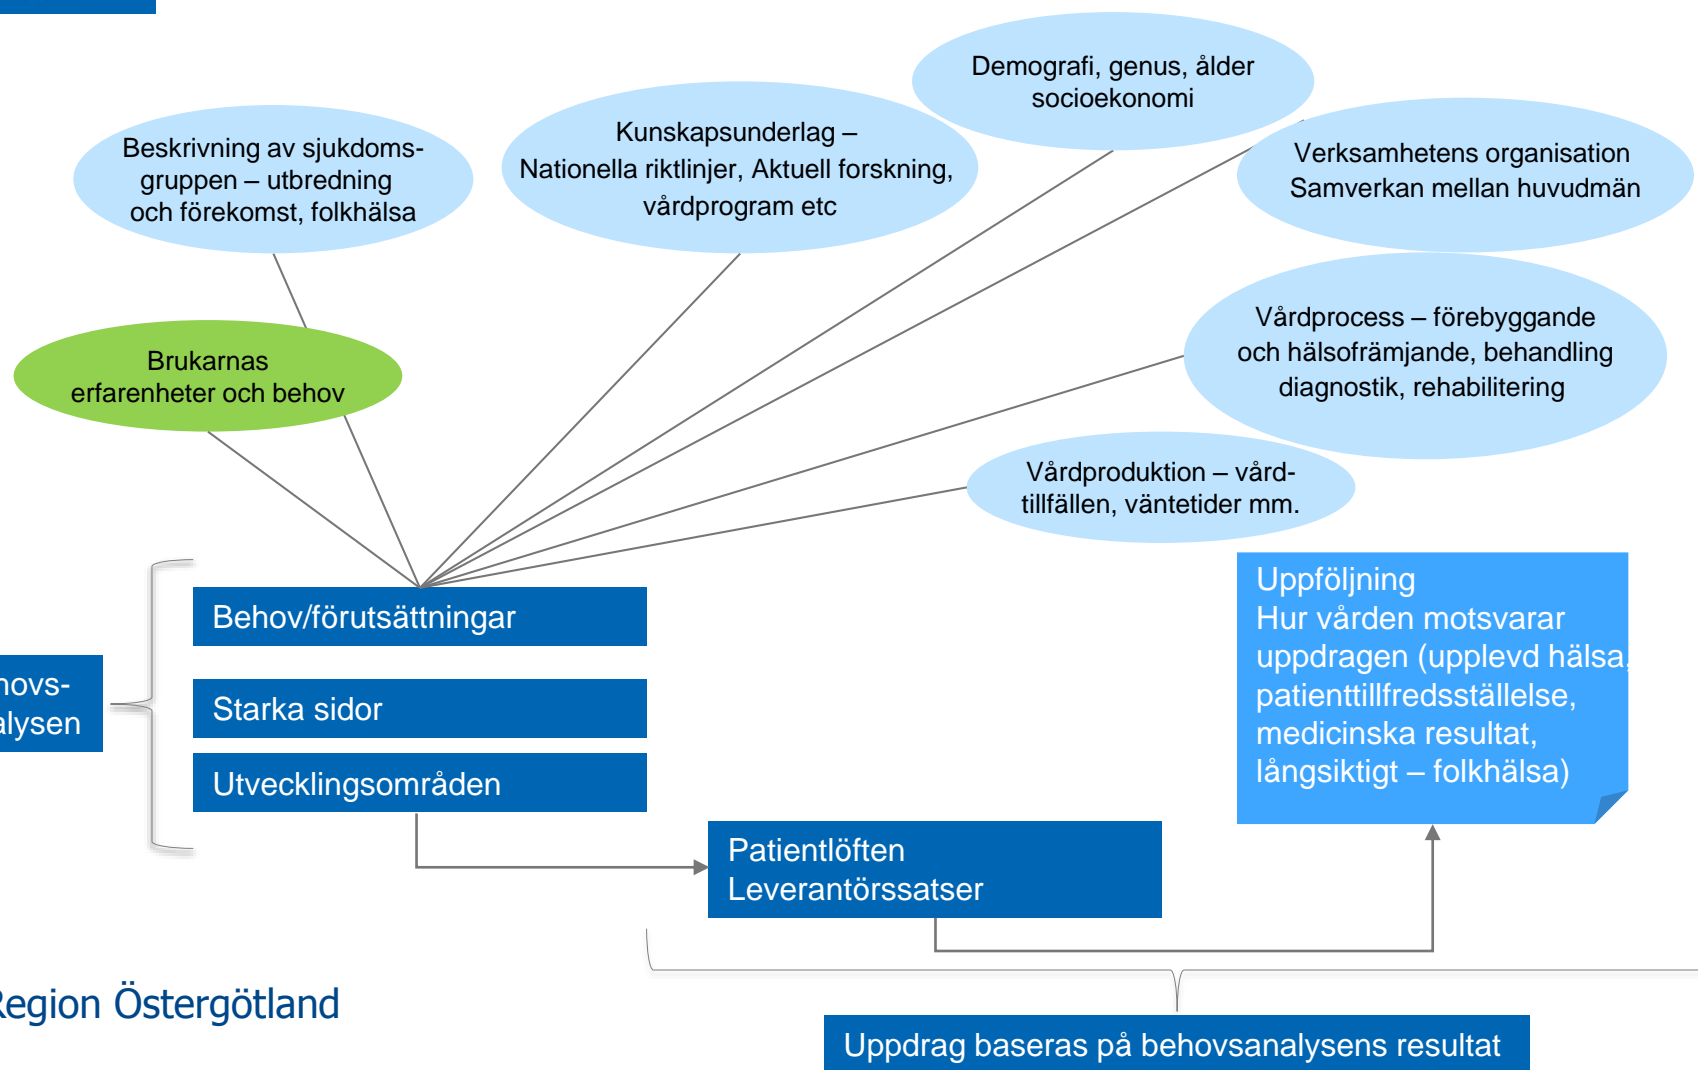 Demografi, genus, ålder
socioekonomi
Kunskapsunderlag –
Nationella riktlinjer, Aktuell forskning,
vårdprogram etc
Beskrivning av sjukdoms-
gruppen – utbredning
och förekomst, folkhälsa
Verksamhetens organisation
Samverkan mellan huvudmän
Brukarnas
erfarenheter och behov
Vårdprocess – förebyggande
och hälsofrämjande, behandling
diagnostik, rehabilitering
Vårdproduktion – vård-
tillfällen, väntetider mm.
Behov/förutsättningar
Starka sidor
Utvecklingsområden
ovs-
lysen
Uppföljning
Hur vården motsvarar
uppdragen (upplevd hälsa,
patienttillfredsställelse,
medicinska resultat,
långsiktigt – folkhälsa)
Patientlöften
Leverantörssatser
Region Östergötland
Uppdrag baseras på behovsanalysens resultat